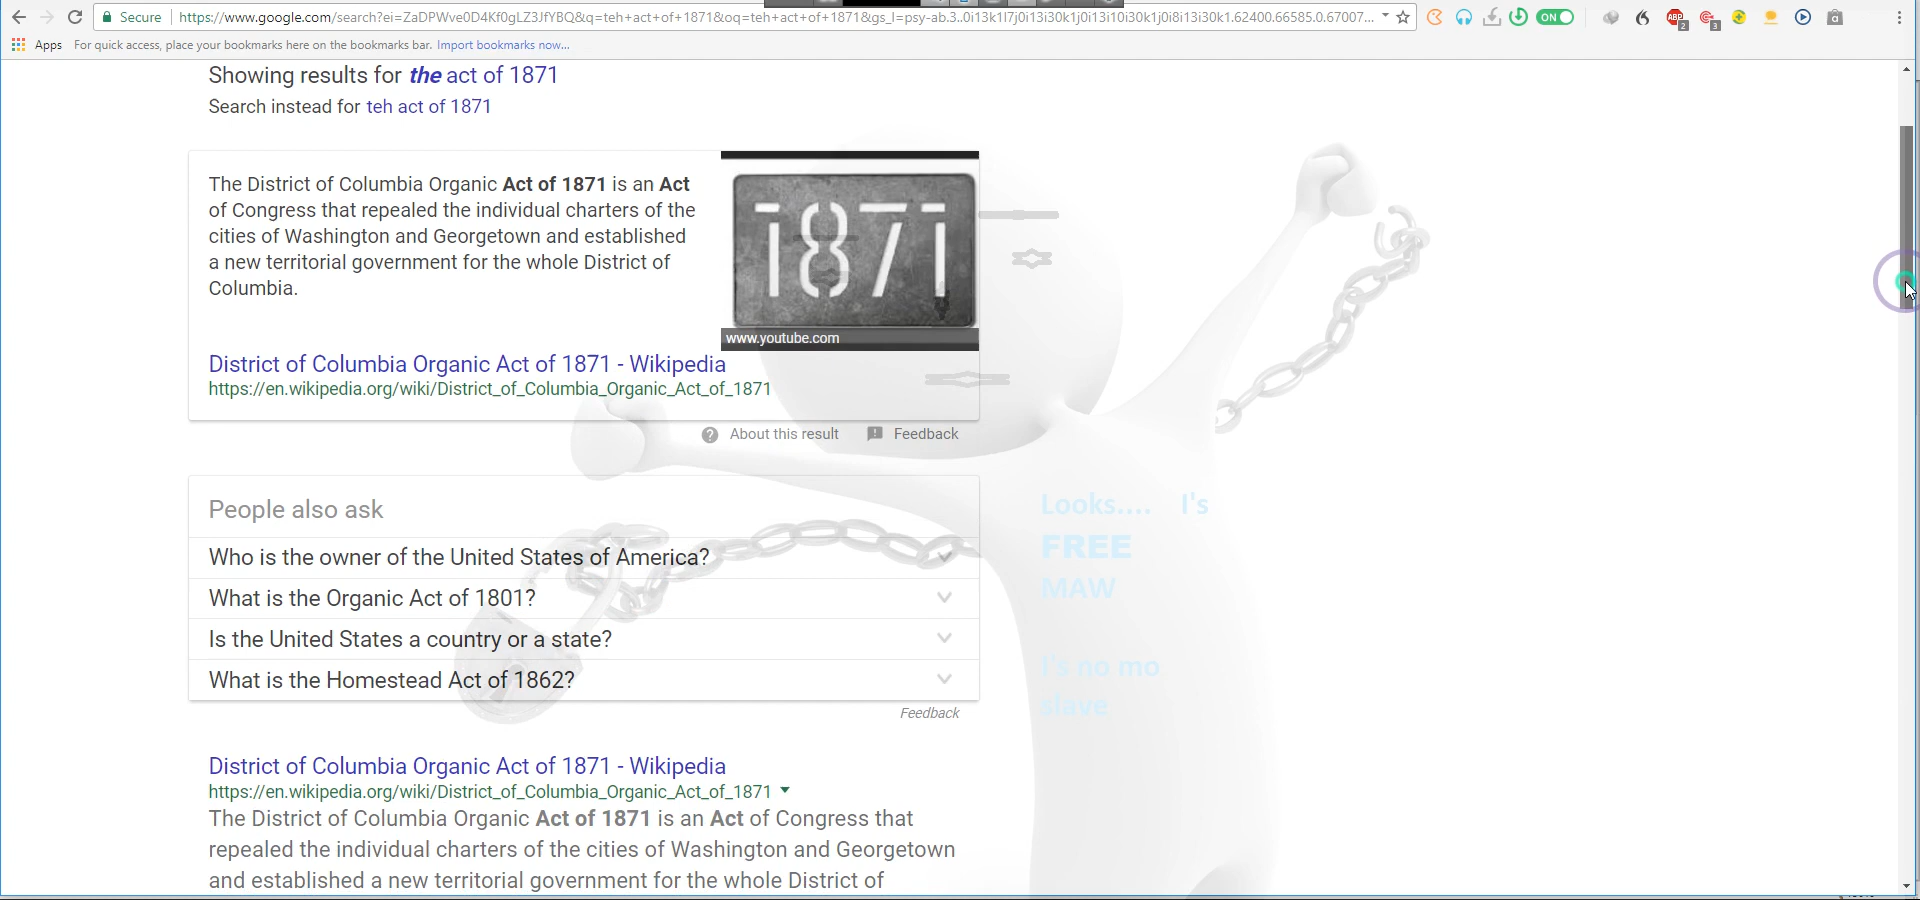 Secure
https://www.google.com/search?ei=ZaDPWve0D4Kf0gLZ3JfYBQ&q=teh+act+of+1871&oq=teh+act+of+1871&gs_l=psy-ab.3..0i13k1l7j0i13i30k1j0i13i10i30k1j0i8i13i30k1.62400.66585.0.67007...
ON
ABP
2
3
Apps
For quick access, place your bookmarks here on the bookmarks bar. Import bookmarks now...
Showing results for the act of 1871
Search instead for teh act of 1871
The District of Columbia Organic Act of 1871 is an Act
of Congress that repealed the individual charters of the
cities of Washington and Georgetown and established
a new territorial government for the whole District of
Columbia.
1871
www.youtube.com
District of Columbia Organic Act of 1871 - Wikipedia
https://en.wikipedia.org/wiki/District_of_Columbia_Organic_Act_of_1871
About this result
Feedback
People also ask
Who is the owner of the United States of America?
What is the Organic Act of 1801?
Is the United States a country or a state?
What is the Homestead Act of 1862?
Feedback
Looks.... I's
FREE
MAW
I's no mo
slave
District of Columbia Organic Act of 1871 - Wikipedia
https://en.wikipedia.org/wiki/District_of_Columbia_Organic_Act_of_1871
The District of Columbia Organic Act of 1871 is an Act of Congress that
repealed the individual charters of the cities of Washington and Georgetown
and established a new territorial government for the whole District of